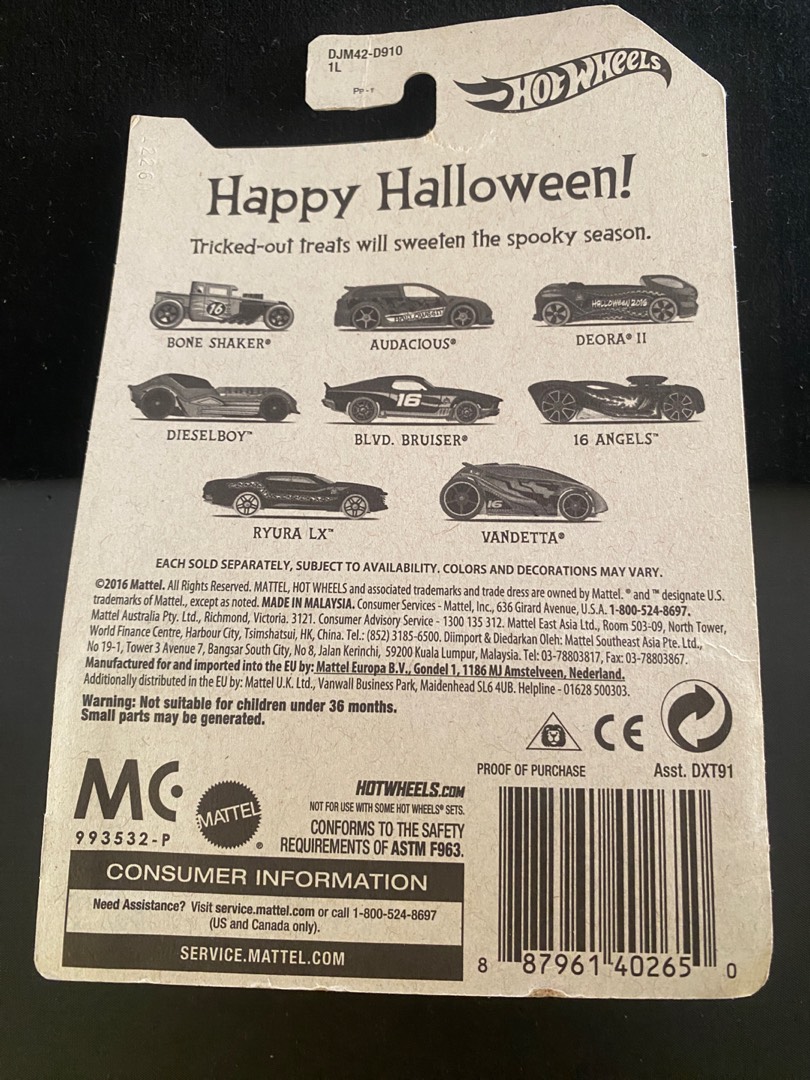 DJM42-D910
1L
HOT WHEELS
Happy Halloween!
Tricked-out treats will sweeten the spooky season.
16
HALLOWEEN 2016
BONE SHAKER® AUDACIOUS® DEORA® II
16
DIESELBOY™ BLVD. BRUISER® 16 ANGELS™
16
RYURA LX™ VANDETTA®
EACH SOLD SEPARATELY, SUBJECT TO AVAILABILITY. COLORS AND DECORATIONS MAY VARY.
©2016 Mattel. All Rights Reserved. MATTEL, HOT WHEELS and associated trademarks and trade dress are owned by Mattel. ® and ™ designate U.S.
trademarks of Mattel., except as noted. MADE IN MALAYSIA. Consumer Services - Mattel, Inc., 636 Girard Avenue, U.S.A. 1-800-524-8697.
Mattel Australia Pty. Ltd., Richmond, Victoria. 3121. Consumer Advisory Service - 1300 135 312. Mattel East Asia Ltd., Room 503-09, North Tower,
World Finance Centre, Harbour City, Tsimshatsui, HK, China. Tel.: (852) 3185-6500. Diimport & Diedarkan Oleh: Mattel Southeast Asia Pte. Ltd.,
No 19-1, Tower 3 Avenue 7, Bangsar South City, No 8, Jalan Kerinchi, 59200 Kuala Lumpur, Malaysia. Tel: 03-78803817, Fax: 03-78803867.
Manufactured for and imported into the EU by: Mattel Europa B.V., Gondel 1, 1186 MJ Amstelveen, Nederland.
Additionally distributed in the EU by: Mattel U.K. Ltd., Vanwall Business Park, Maidenhead SL6 4UB. Helpline - 01628 500303.
Warning: Not suitable for children under 36 months.
Small parts may be generated.
CE
PROOF OF PURCHASE Asst. DXT91
MC
993532-P
MATTEL®
HOTWHEELS.COM
NOT FOR USE WITH SOME HOT WHEELS® SETS.
CONFORMS TO THE SAFETY
REQUIREMENTS OF ASTM F963.
CONSUMER INFORMATION
Need Assistance? Visit service.mattel.com or call 1-800-524-8697
(US and Canada only).
SERVICE.MATTEL.COM
8 87961 40265 0